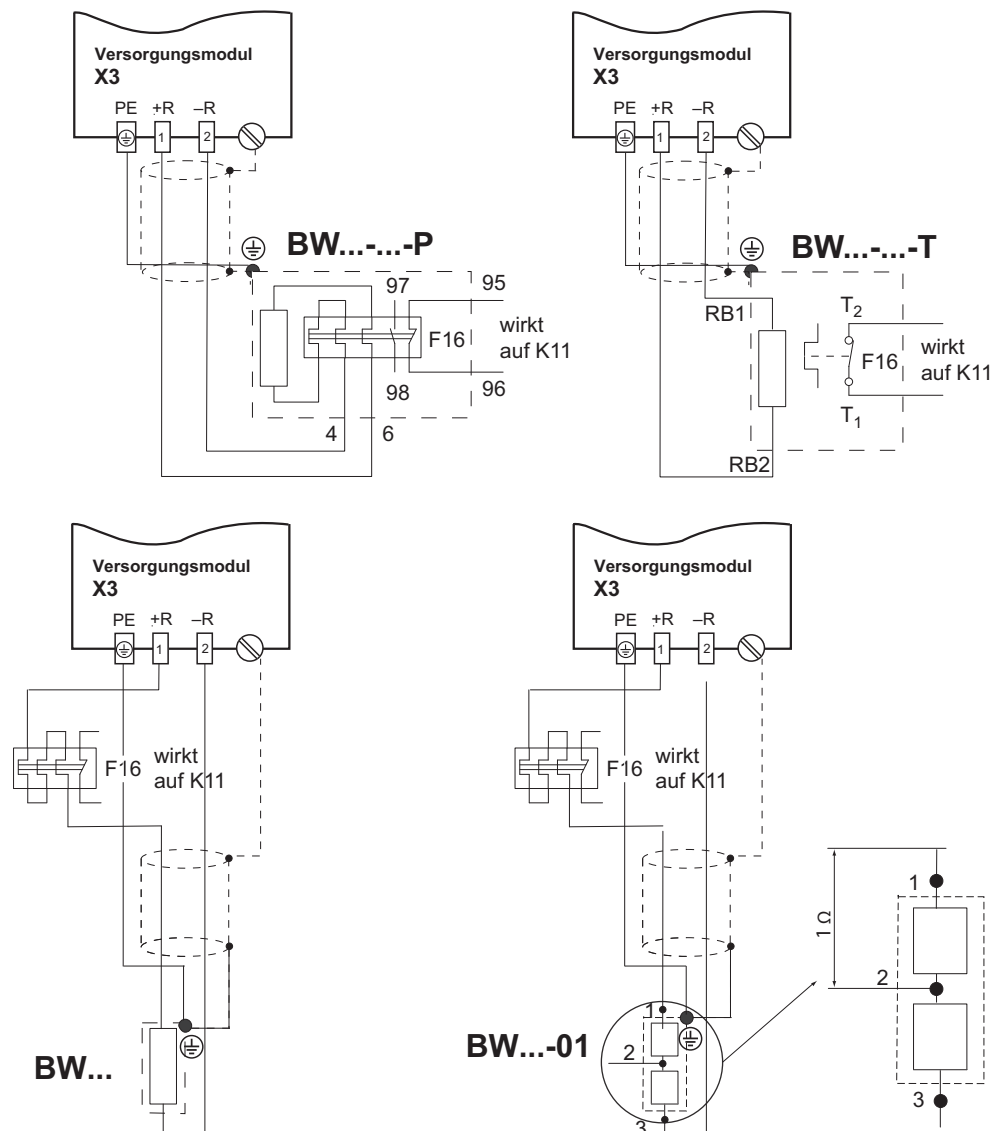 Versorgungsmodul
X3
PE +R –R
1 2
BW...-...-P
97 95
F16
wirkt
auf K11
98 96
4 6
Versorgungsmodul
X3
PE +R –R
1 2
BW...-...-T
RB1
T2
F16
wirkt
auf K11
T1
RB2
Versorgungsmodul
X3
PE +R –R
1 2
F16
wirkt
auf K11
BW...
Versorgungsmodul
X3
PE +R –R
1 2
F16
wirkt
auf K11
BW...-01
1
2
3
1 Ω
1
2
3